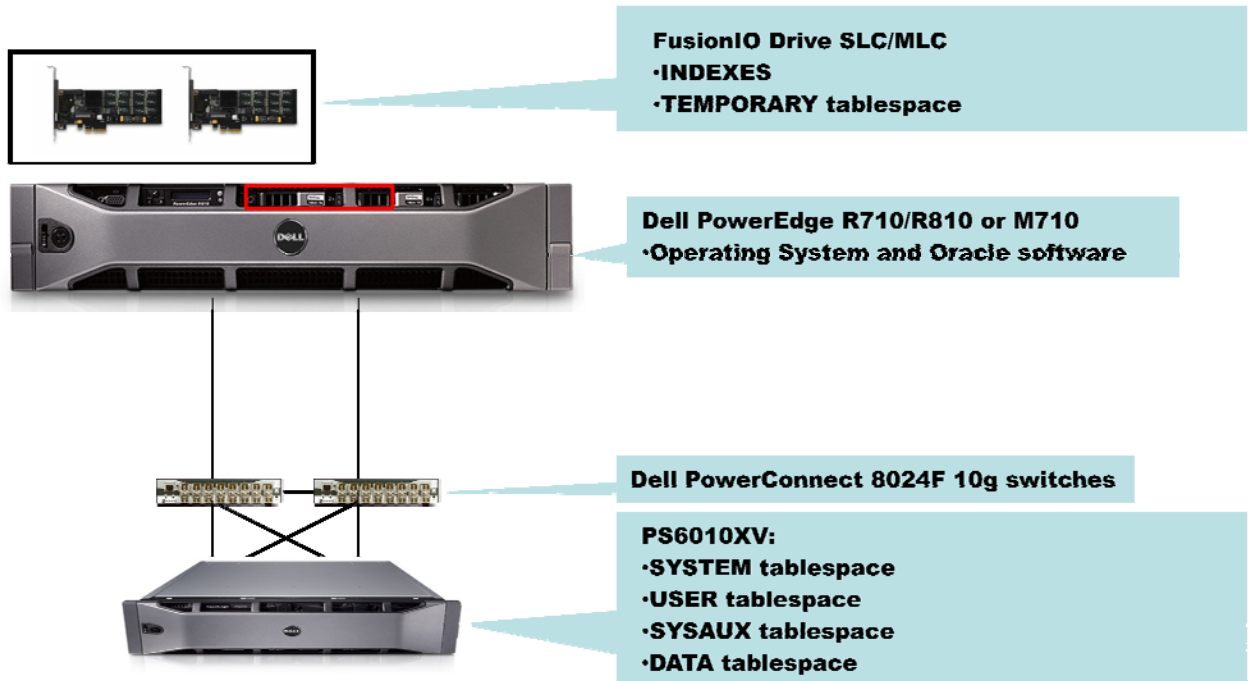 FusionIO Drive SLC/MLC
•INDEXES
•TEMPORARY tablespace
Dell PowerEdge R710/R810 or M710
•Operating System and Oracle software
DELL
Dell PowerConnect 8024F 10g switches
PS6010XV:
•SYSTEM tablespace
•USER tablespace
•SYSAUX tablespace
•DATA tablespace